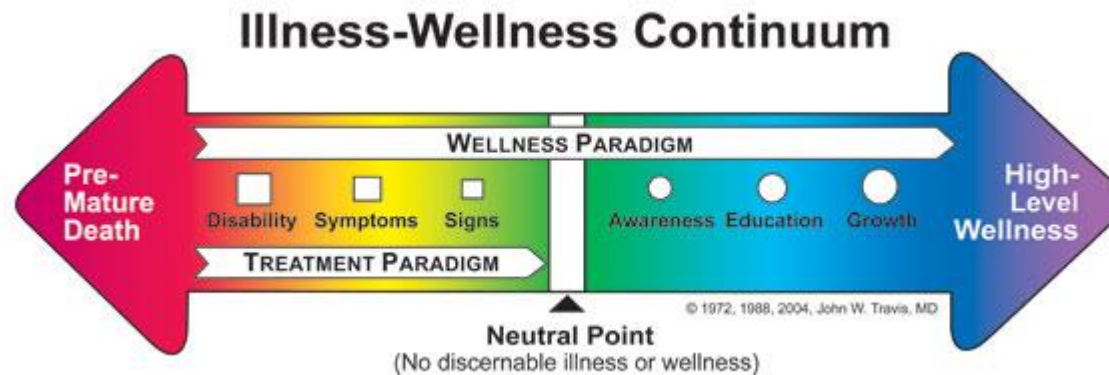 Illness-Wellness Continuum
WELLNESS PARADIGM
Pre-
Mature
Death
Disability Symptoms Signs
Awareness Education Growth
High-
Level
Wellness
TREATMENT PARADIGM
© 1972, 1988, 2004, John W. Travis, MD
Neutral Point
(No discernable illness or wellness)